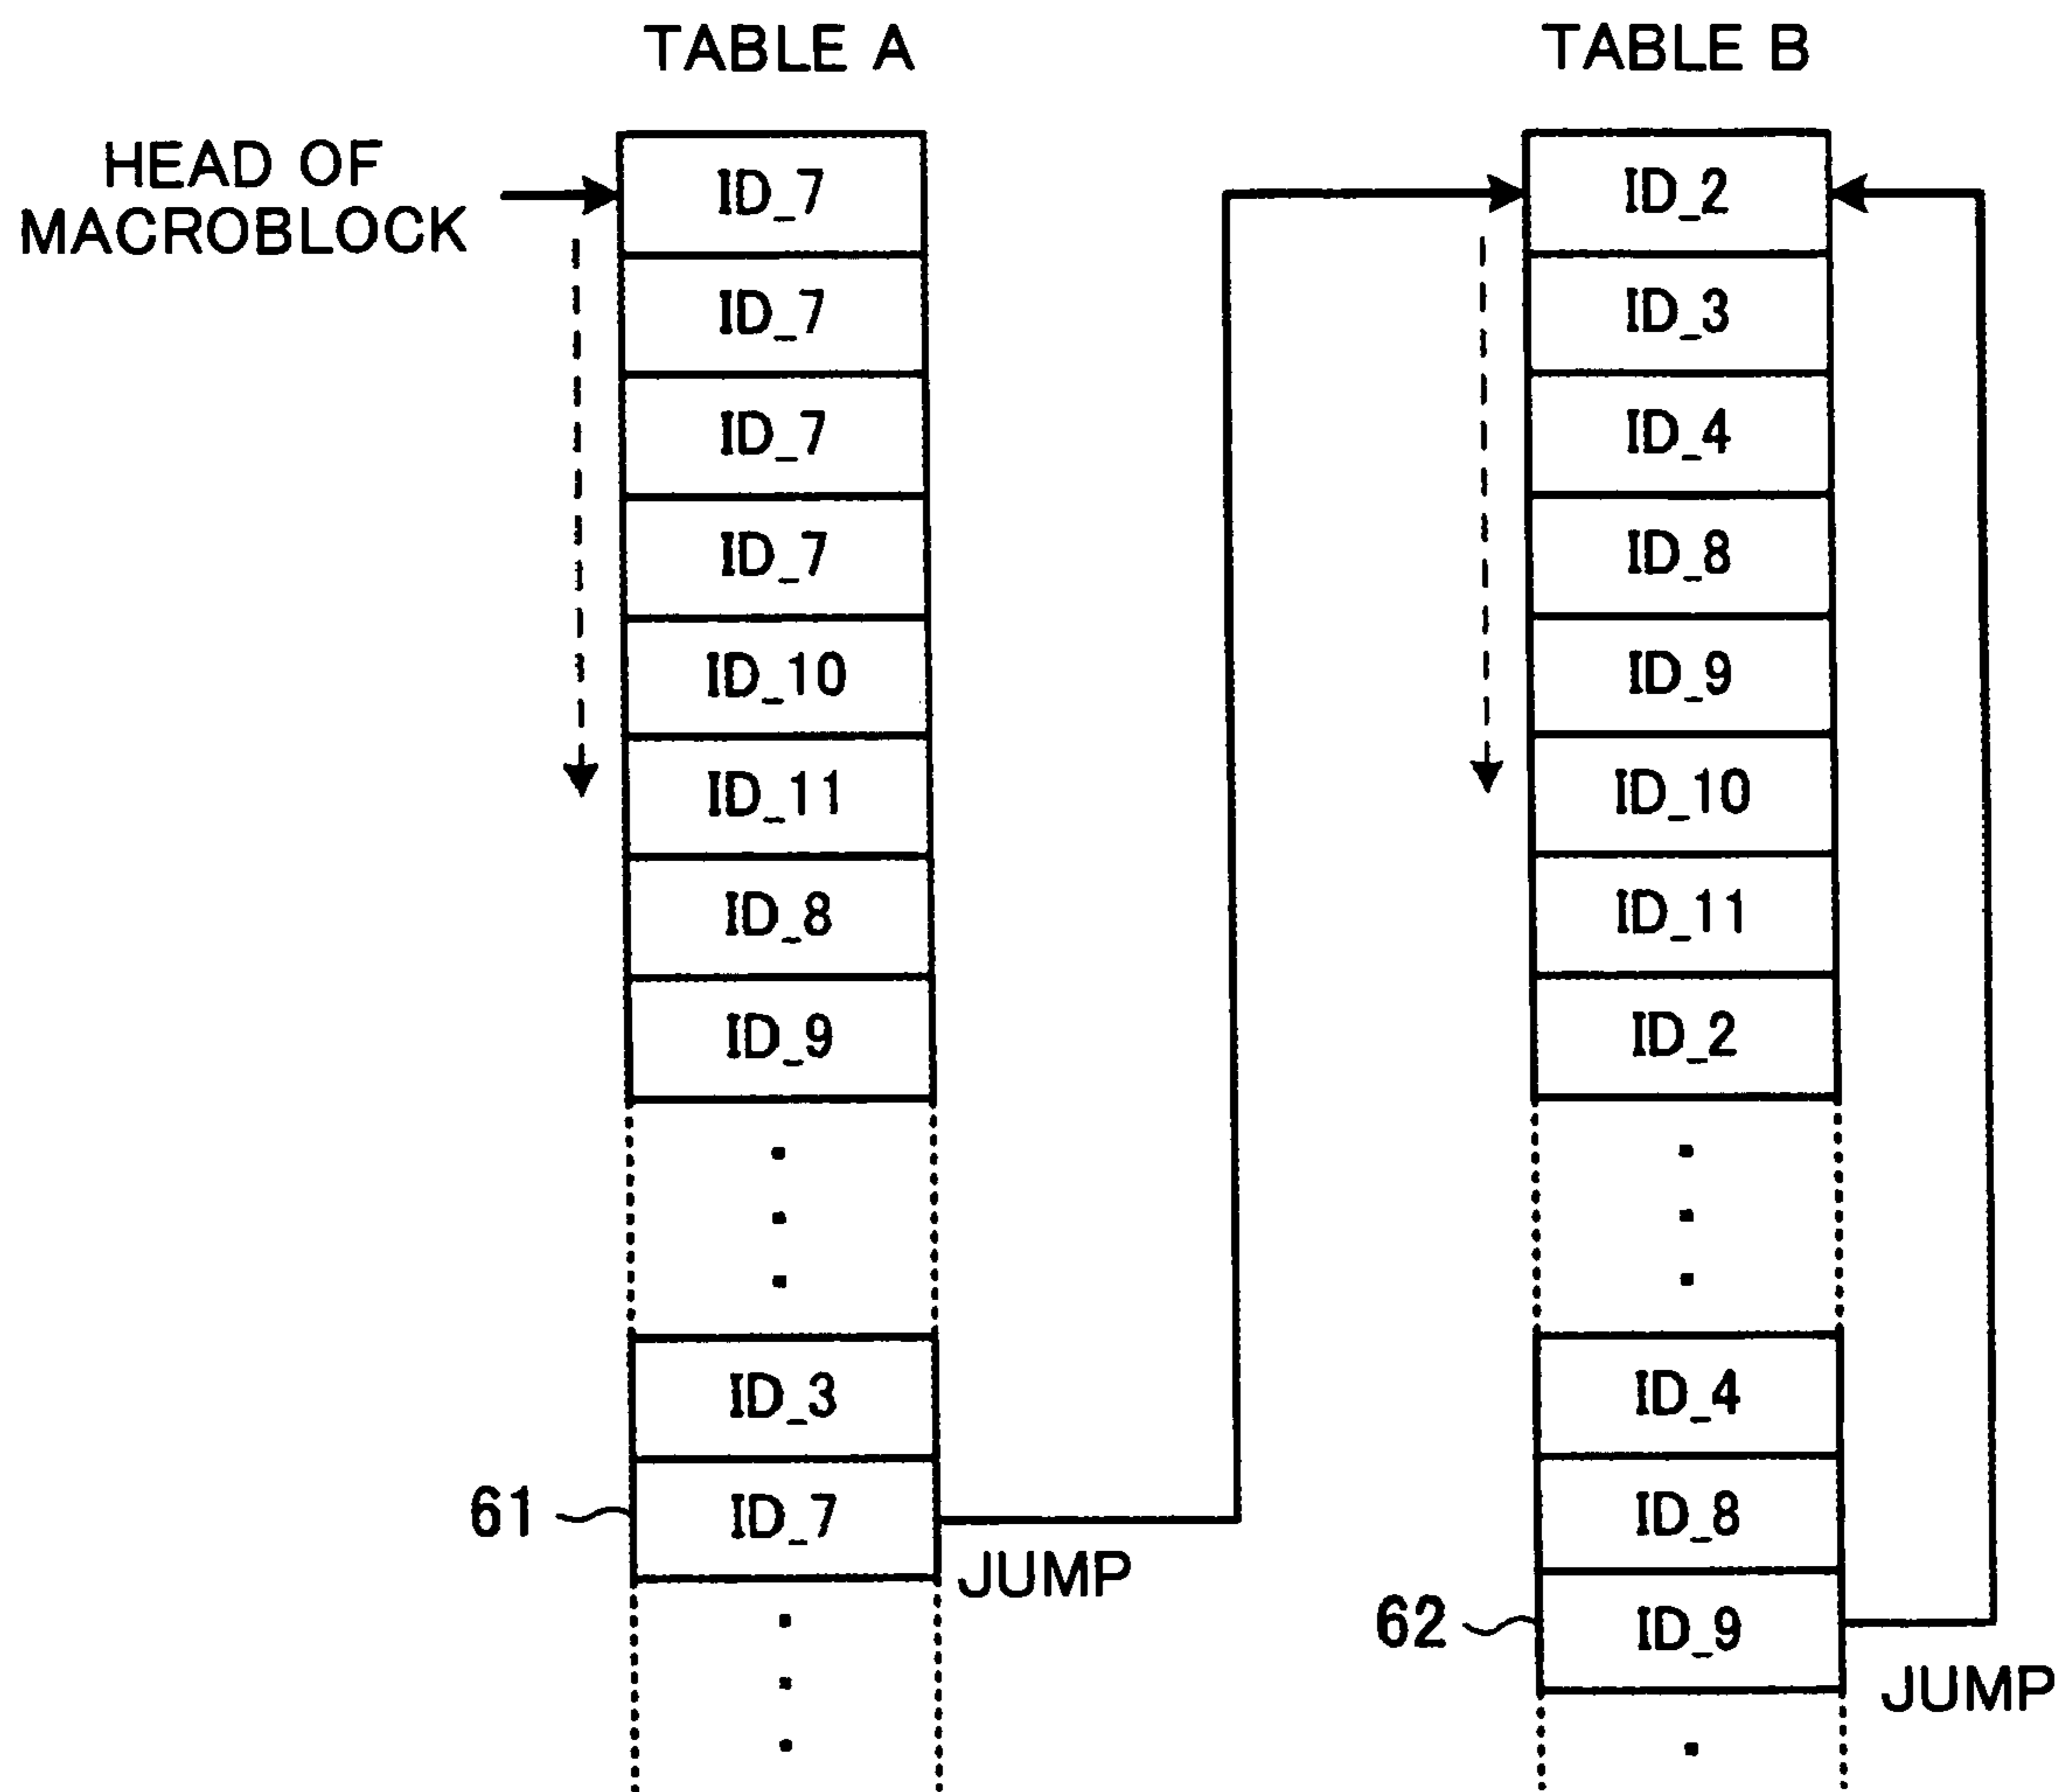 TABLE A
HEAD OF
MACROBLOCK
ID_7
ID_7
ID_7
ID_7
ID_10
ID_11
ID_8
ID_9
ID_3
61
ID_7
JUMP
TABLE B
ID_2
ID_3
ID_4
ID_8
ID_9
ID_10
ID_11
ID_2
ID_4
ID_8
62
ID_9
JUMP